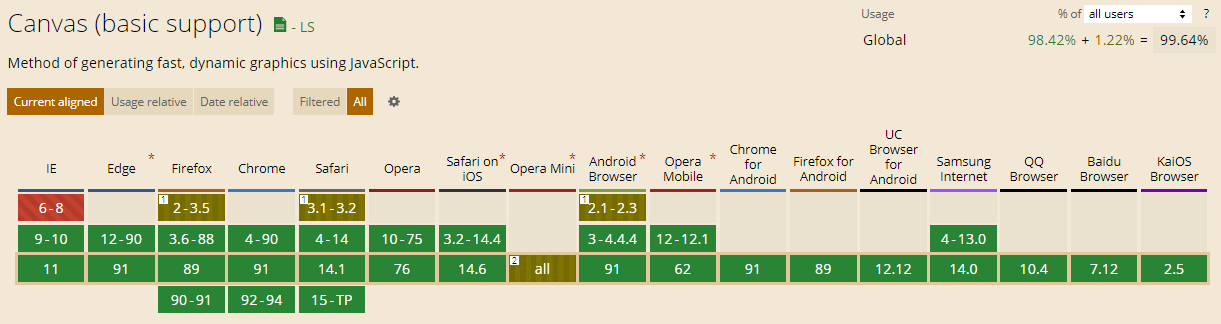 Canvas (basic support) - LS
Usage % of all users ?
Global 98.42% + 1.22% = 99.64%
Method of generating fast, dynamic graphics using JavaScript.
Current aligned Usage relative Date relative Filtered All
IE
Edge *
Firefox
Chrome
Safari
Opera
Safari on *
iOS
Opera Mini *
Android *
Browser
Opera *
Mobile
Chrome
for
Android
Firefox for
Android
UC
Browser
for
Android
Samsung
Internet
QQ
Browser
Baidu
Browser
KaiOS
Browser
6-8 1 2-3.5 1 3.1-3.2 1 2.1-2.3
9-10 12-90 3.6-88 4-90 4-14 10-75 3.2-14.4 3-4.4.4 12-12.1 4-13.0
11 91 89 91 14.1 76 14.6 2 all 91 62 91 89 12.12 14.0 10.4 7.12 2.5
90-91 92-94 15-TP